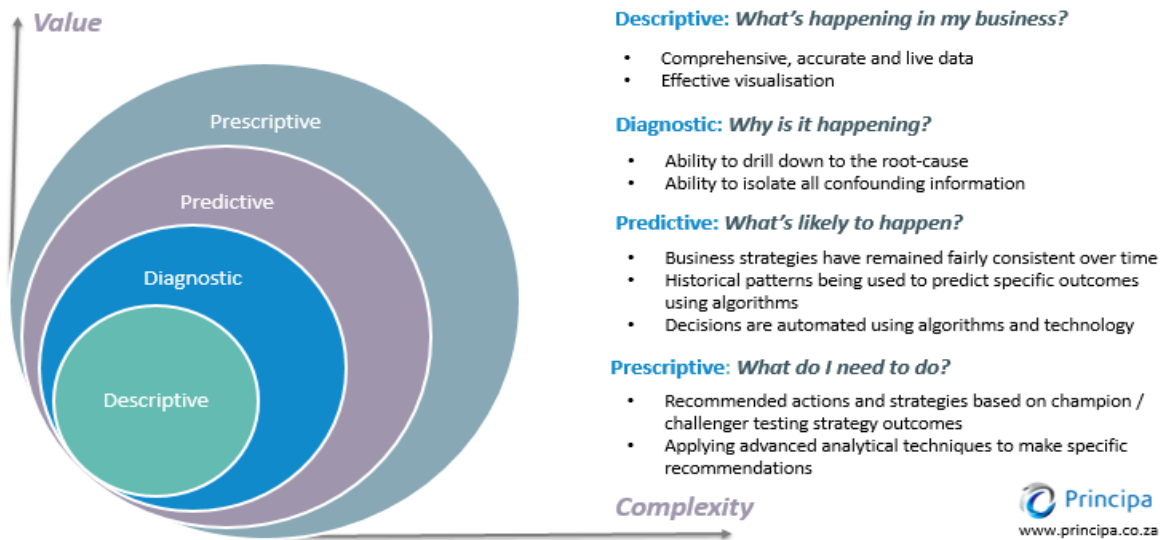 Value
Prescriptive
Predictive
Diagnostic
Descriptive
Complexity
Descriptive: What's happening in my business?
• Comprehensive, accurate and live data
• Effective visualisation
Diagnostic: Why is it happening?
• Ability to drill down to the root-cause
• Ability to isolate all confounding information
Predictive: What's likely to happen?
• Business strategies have remained fairly consistent over time
• Historical patterns being used to predict specific outcomes
using algorithms
• Decisions are automated using algorithms and technology
Prescriptive: What do I need to do?
• Recommended actions and strategies based on champion /
challenger testing strategy outcomes
• Applying advanced analytical techniques to make specific
recommendations
Principa
www.principa.co.za